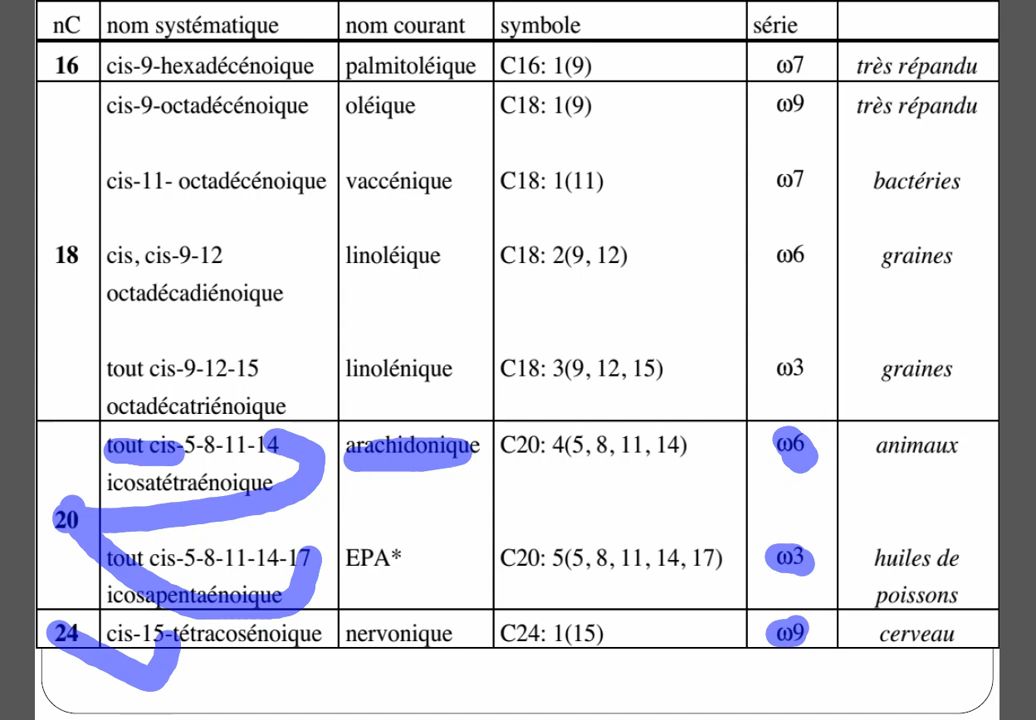 nC nom systématique nom courant symbole série
16 cis-9-hexadécénoique palmitoléique C16: 1(9) ω7 très répandu
cis-9-octadécénoique oléique C18: 1(9) ω9 très répandu
cis-11- octadécénoique vaccénique C18: 1(11) ω7 bactéries
18 cis, cis-9-12 linoléique C18: 2(9, 12) ω6 graines
octadécadiénoique
tout cis-9-12-15 linolénique C18: 3(9, 12, 15) ω3 graines
octadécatriénoique
tout cis-5-8-11-14 arachidonique C20: 4(5, 8, 11, 14) ω6 animaux
icosatétraénoique
20
tout cis-5-8-11-14-17 EPA* C20: 5(5, 8, 11, 14, 17) ω3 huiles de
icosapentaénoique poissons
24 cis-15-tétracosénoique nervonique C24: 1(15) ω9 cerveau